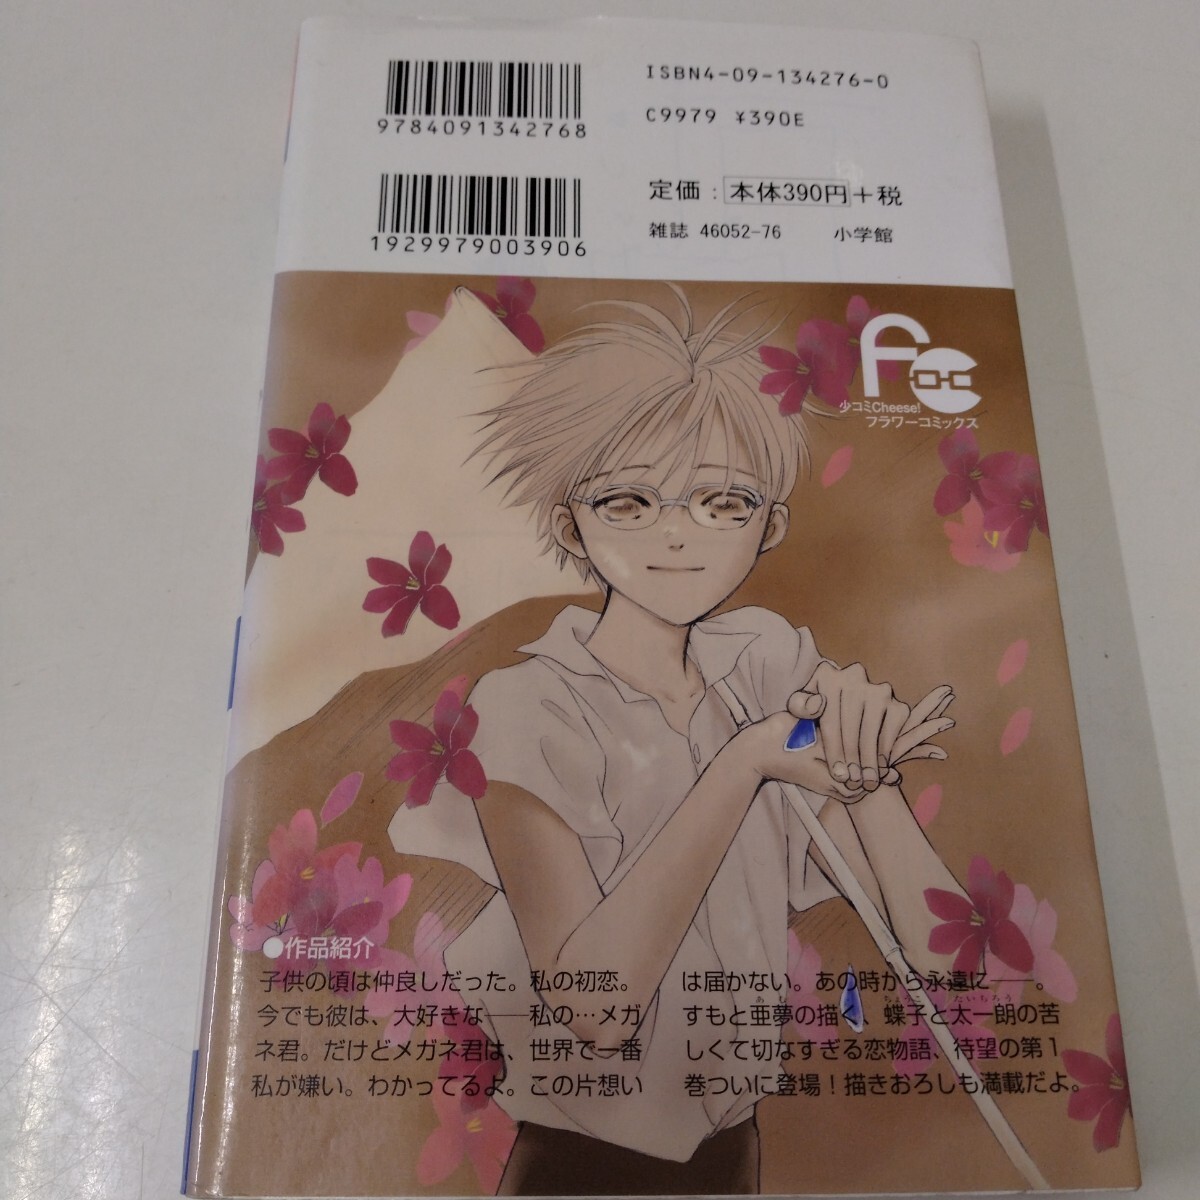 ISBN4-09-134276-0
9784091342768
C9979 ¥390E
定価：本体390円＋税
1929979003906
雑誌 46052-76 小学館
fc
少コミCheese!
フラワーコミックス
●作品紹介
子供の頃は仲良しだった。私の初恋。
今でも彼は、大好きな――私の…メガ
ネ君。だけどメガネ君は、世界で一番
私が嫌い。わかってるよ。この片想い
は届かない。あの時から永遠に――。
すもと亜夢の描く、蝶子と太一朗の苦
しくて切なすぎる恋物語、待望の第1
巻ついに登場！描きおろしも満載だよ。